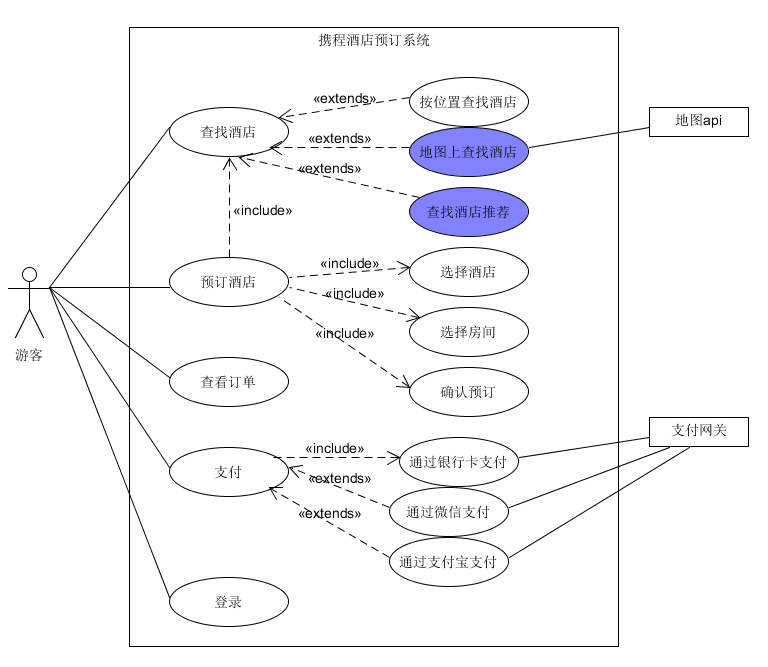 携程酒店预订系统
«extends»
按位置查找酒店
查找酒店
地图api
«extends»
地图上查找酒店
«extends»
«include»
查找酒店推荐
预订酒店
«include»
选择酒店
«include»
选择房间
«include»
游客
查看订单
确认预订
支付网关
«include»
通过银行卡支付
支付
«extends»
通过微信支付
«extends»
通过支付宝支付
登录